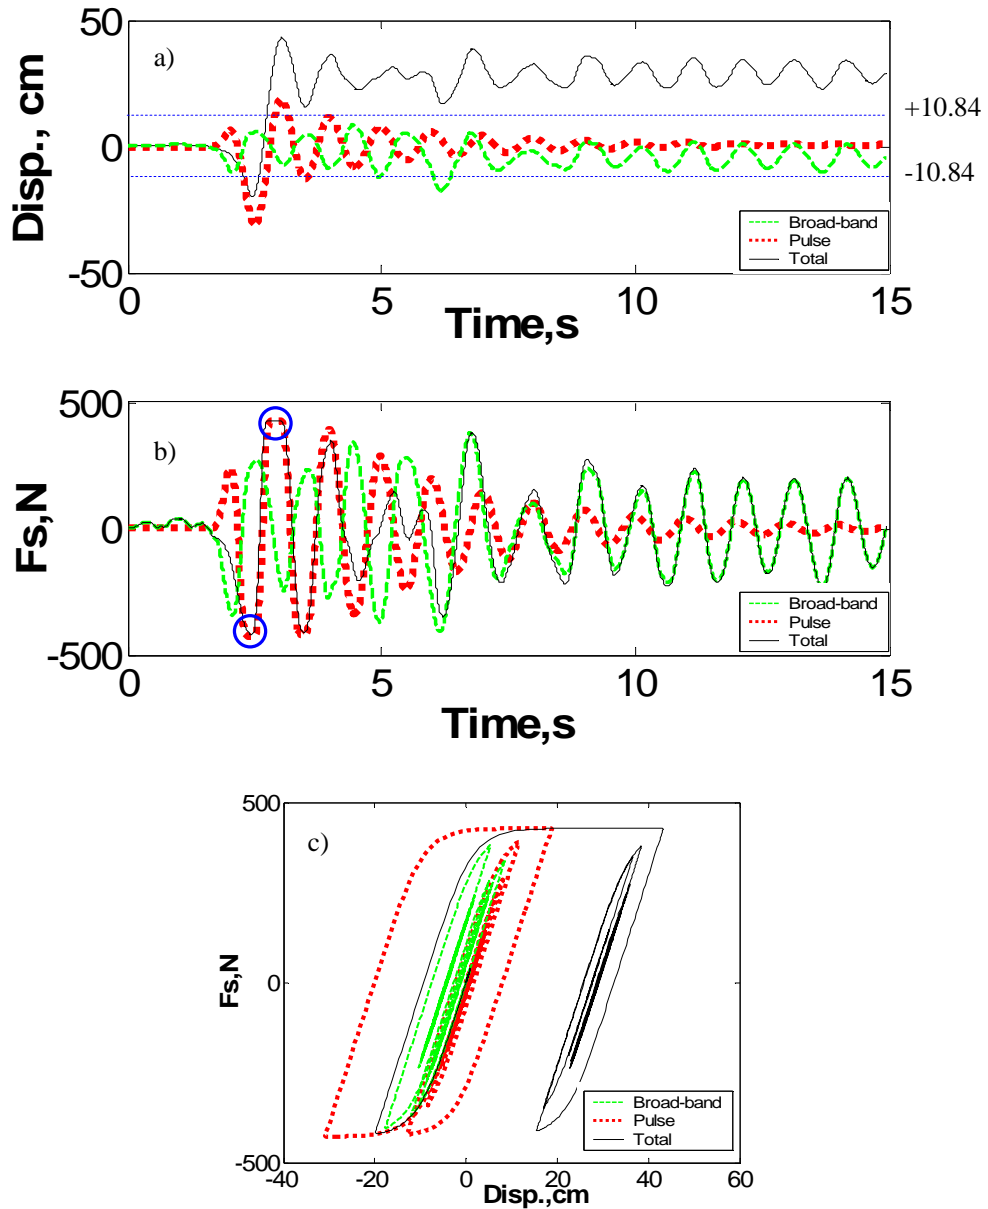 50
a)
Disp., cm
+10.84
0
-10.84
Broad-band
Pulse
Total
-50
0
5
10
15
Time,s
500
b)
Fs,N
0
Broad-band
Pulse
Total
-500
0
5
10
15
Time,s
500
c)
Fs,N
0
Broad-band
Pulse
Total
-500
-40
-20
0
20
40
60
Disp.,cm